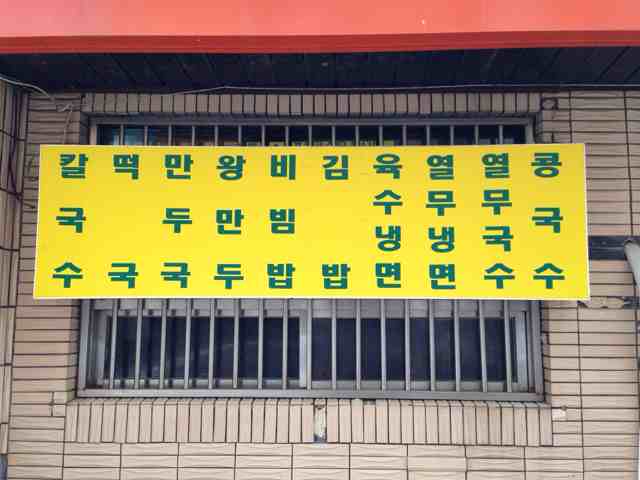 칼국수
떡국
만두국
왕만두
비빔밥
김밥
육수냉면
열무냉면
열무국수
콩국수